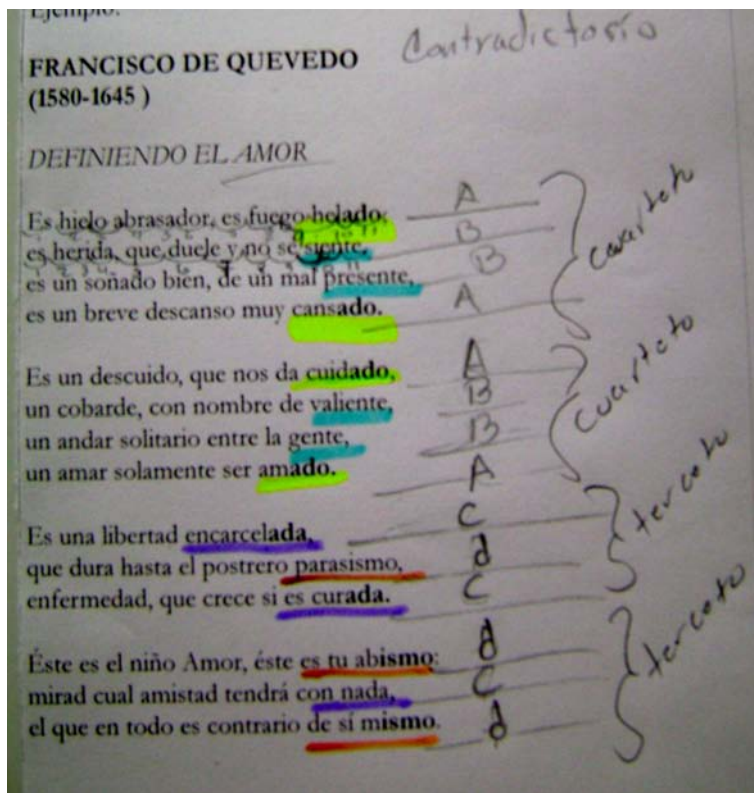 Ejemplo:
Contradictorio
FRANCISCO DE QUEVEDO
(1580-1645 )
DEFINIENDO EL AMOR
Es hielo abrasador, es fuego helado, A
es herida, que duele y no se siente, B
es un soñado bien, de un mal presente, B
es un breve descanso muy cansado. A
cuarteto
Es un descuido, que nos da cuidado, A
un cobarde, con nombre de valiente, B
un andar solitario entre la gente, B
un amar solamente ser amado. A
cuarteto
Es una libertad encarcelada, C
que dura hasta el postrero parasismo, d
enfermedad, que crece si es curada. C
terceto
Éste es el niño Amor, éste es tu abismo: d
mirad cual amistad tendrá con nada, C
el que en todo es contrario de sí mismo. d
terceto